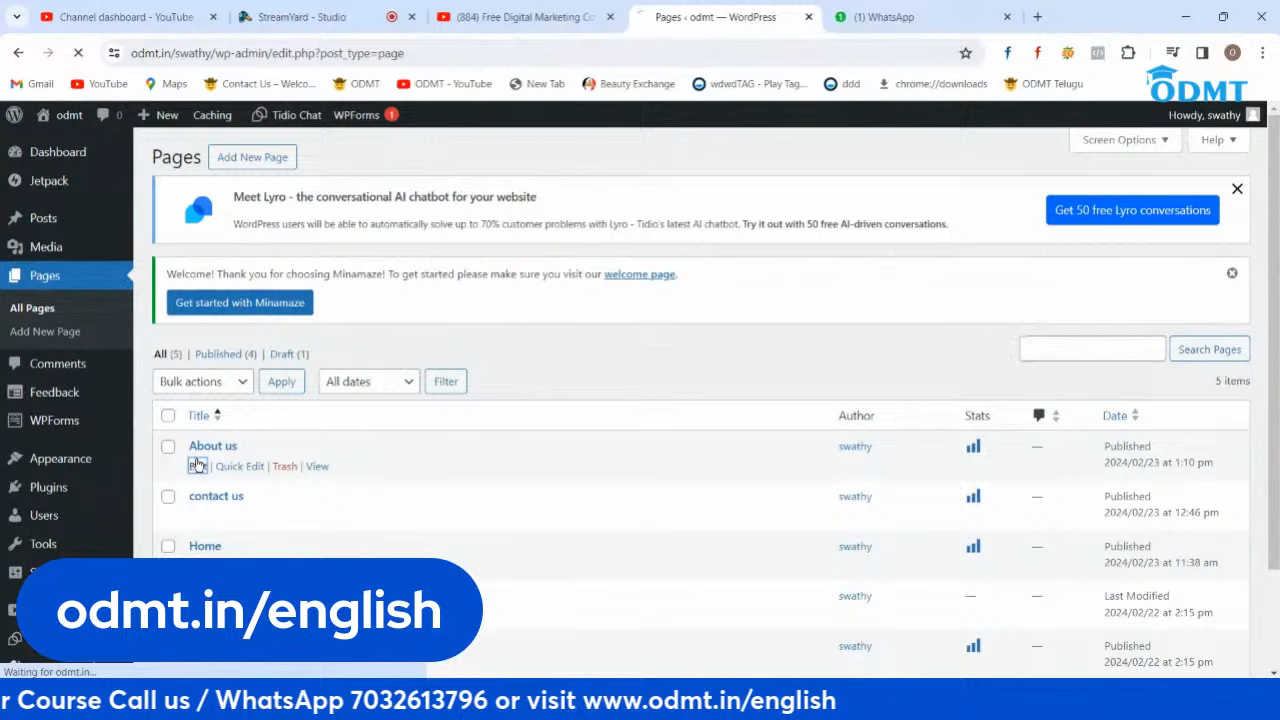 Channel dashboard - YouTube
StreamYard - Studio
(884) Free Digital Marketing Co
Pages ‹ odmt — WordPress
(1) WhatsApp
odmt.in/swathy/wp-admin/edit.php?post_type=page
Gmail
YouTube
Maps
Contact Us – Welco...
ODMT
ODMT - YouTube
New Tab
Beauty Exchange
wdwdTAG - Play Tag...
ddd
chrome://downloads
ODMT Telugu
ODMT
odmt
0
New
Caching
Tidio Chat
WPForms 1
Howdy, swathy
Dashboard
Jetpack
Posts
Media
Pages
All Pages
Add New Page
Comments
Feedback
WPForms
Appearance
Plugins
Users
Tools
Pages
Add New Page
Screen Options
Help
Meet Lyro - the conversational AI chatbot for your website
WordPress users will be able to automatically solve up to 70% customer problems with Lyro - Tidio's latest AI chatbot. Try it out with 50 free AI-driven conversations.
Get 50 free Lyro conversations
Welcome! Thank you for choosing Minamaze! To get started please make sure you visit our welcome page.
Get started with Minamaze
All (5) | Published (4) | Draft (1)
Search Pages
Bulk actions
Apply
All dates
Filter
5 items
Title
Author
Stats
Date
About us
swathy
—
Published
2024/02/23 at 1:10 pm
| Quick Edit | Trash | View
contact us
swathy
—
Published
2024/02/23 at 12:46 pm
Home
swathy
—
Published
2024/02/23 at 11:38 am
swathy
—
—
Last Modified
2024/02/22 at 2:15 pm
swathy
—
Published
2024/02/22 at 2:15 pm
odmt.in/english
Waiting for odmt.in...
r Course Call us / WhatsApp 7032613796 or visit www.odmt.in/english